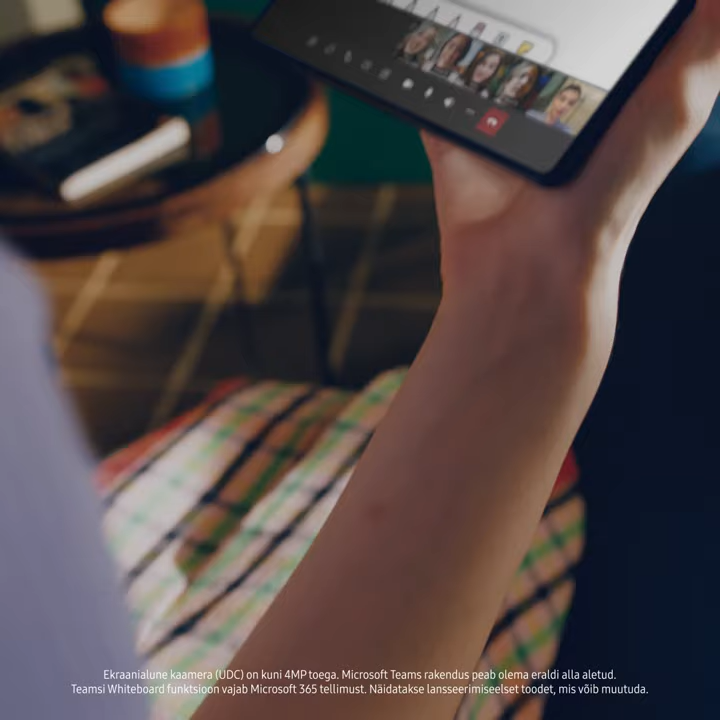 Ekraanialune kaamera (UDC) on kuni 4MP toega. Microsoft Teams rakendus peab olema eraldi alla aletud.
Teamsi Whiteboard funktsioon vajab Microsoft 365 tellimust. Näidatakse lansseerimiseelset toodet, mis võib muutuda.